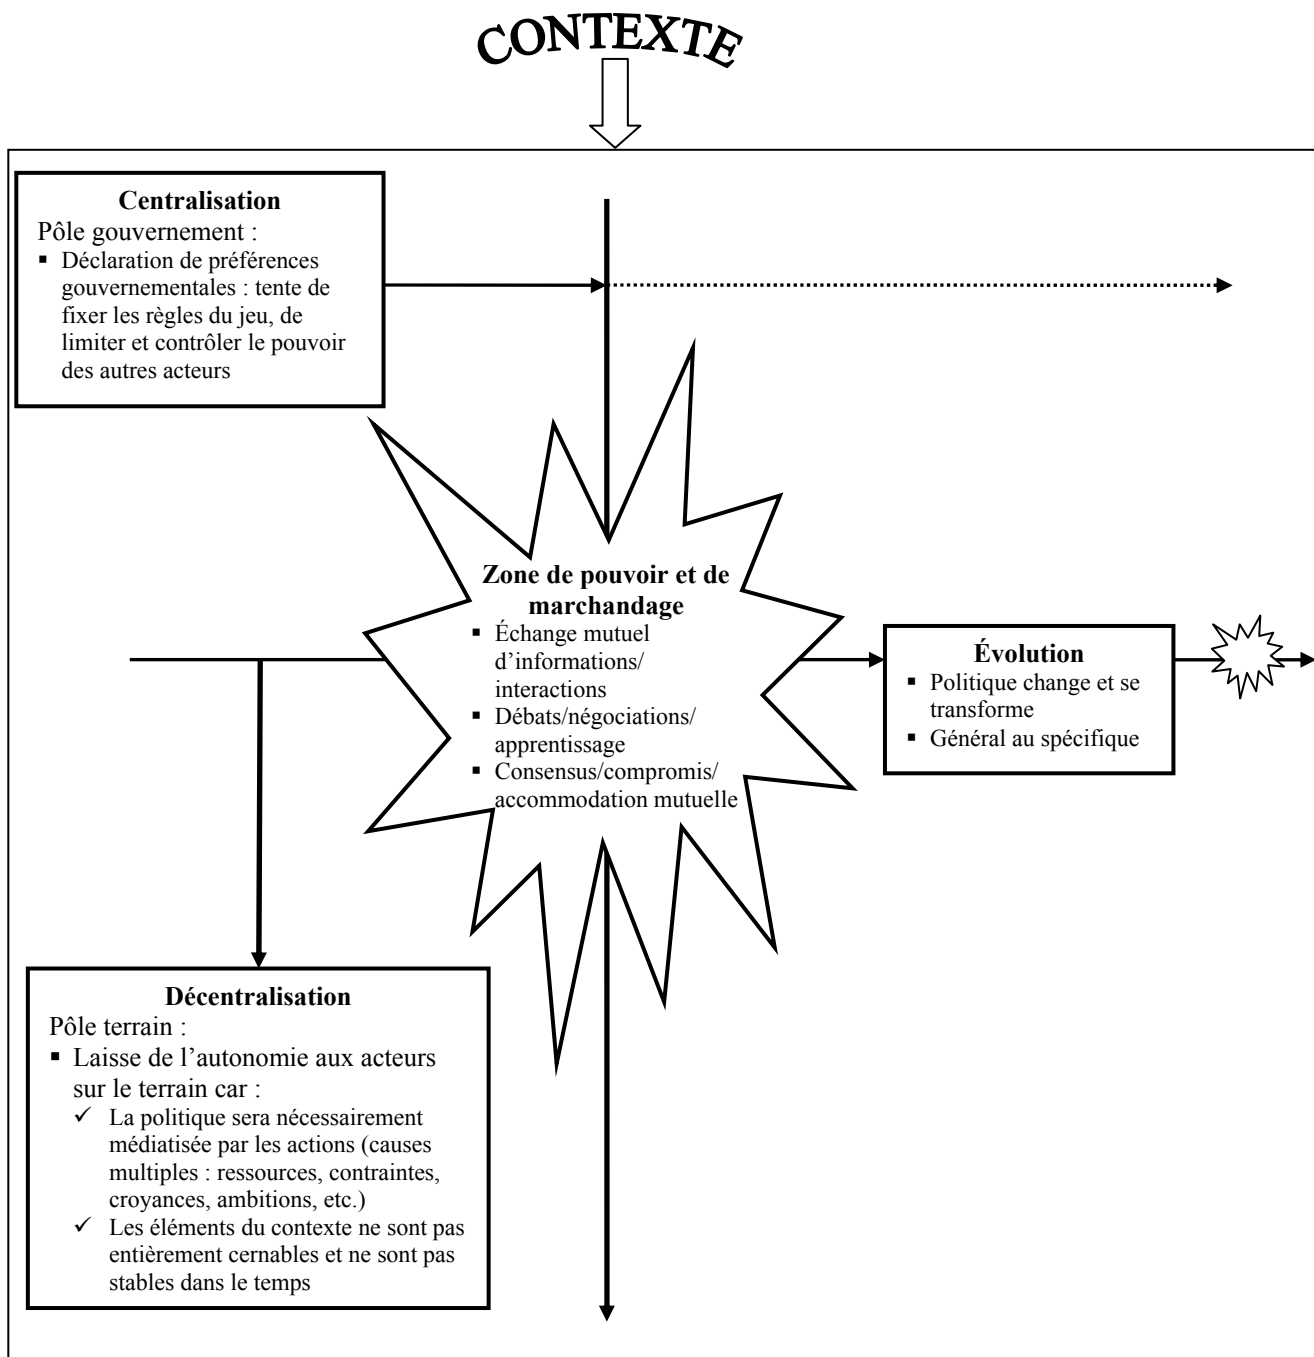 CONTEXTE
Centralisation
Pôle gouvernement :
▪ Déclaration de préférences
gouvernementales : tente de
fixer les règles du jeu, de
limiter et contrôler le pouvoir
des autres acteurs
Zone de pouvoir et de
marchandage
▪ Échange mutuel
d’informations/
interactions
▪ Débats/négociations/
apprentissage
▪ Consensus/compromis/
accommodation mutuelle
Évolution
▪ Politique change et se
transforme
▪ Général au spécifique
Décentralisation
Pôle terrain :
▪ Laisse de l’autonomie aux acteurs
sur le terrain car :
✓ La politique sera nécessairement
médiatisée par les actions (causes
multiples : ressources, contraintes,
croyances, ambitions, etc.)
✓ Les éléments du contexte ne sont pas
entièrement cernables et ne sont pas
stables dans le temps